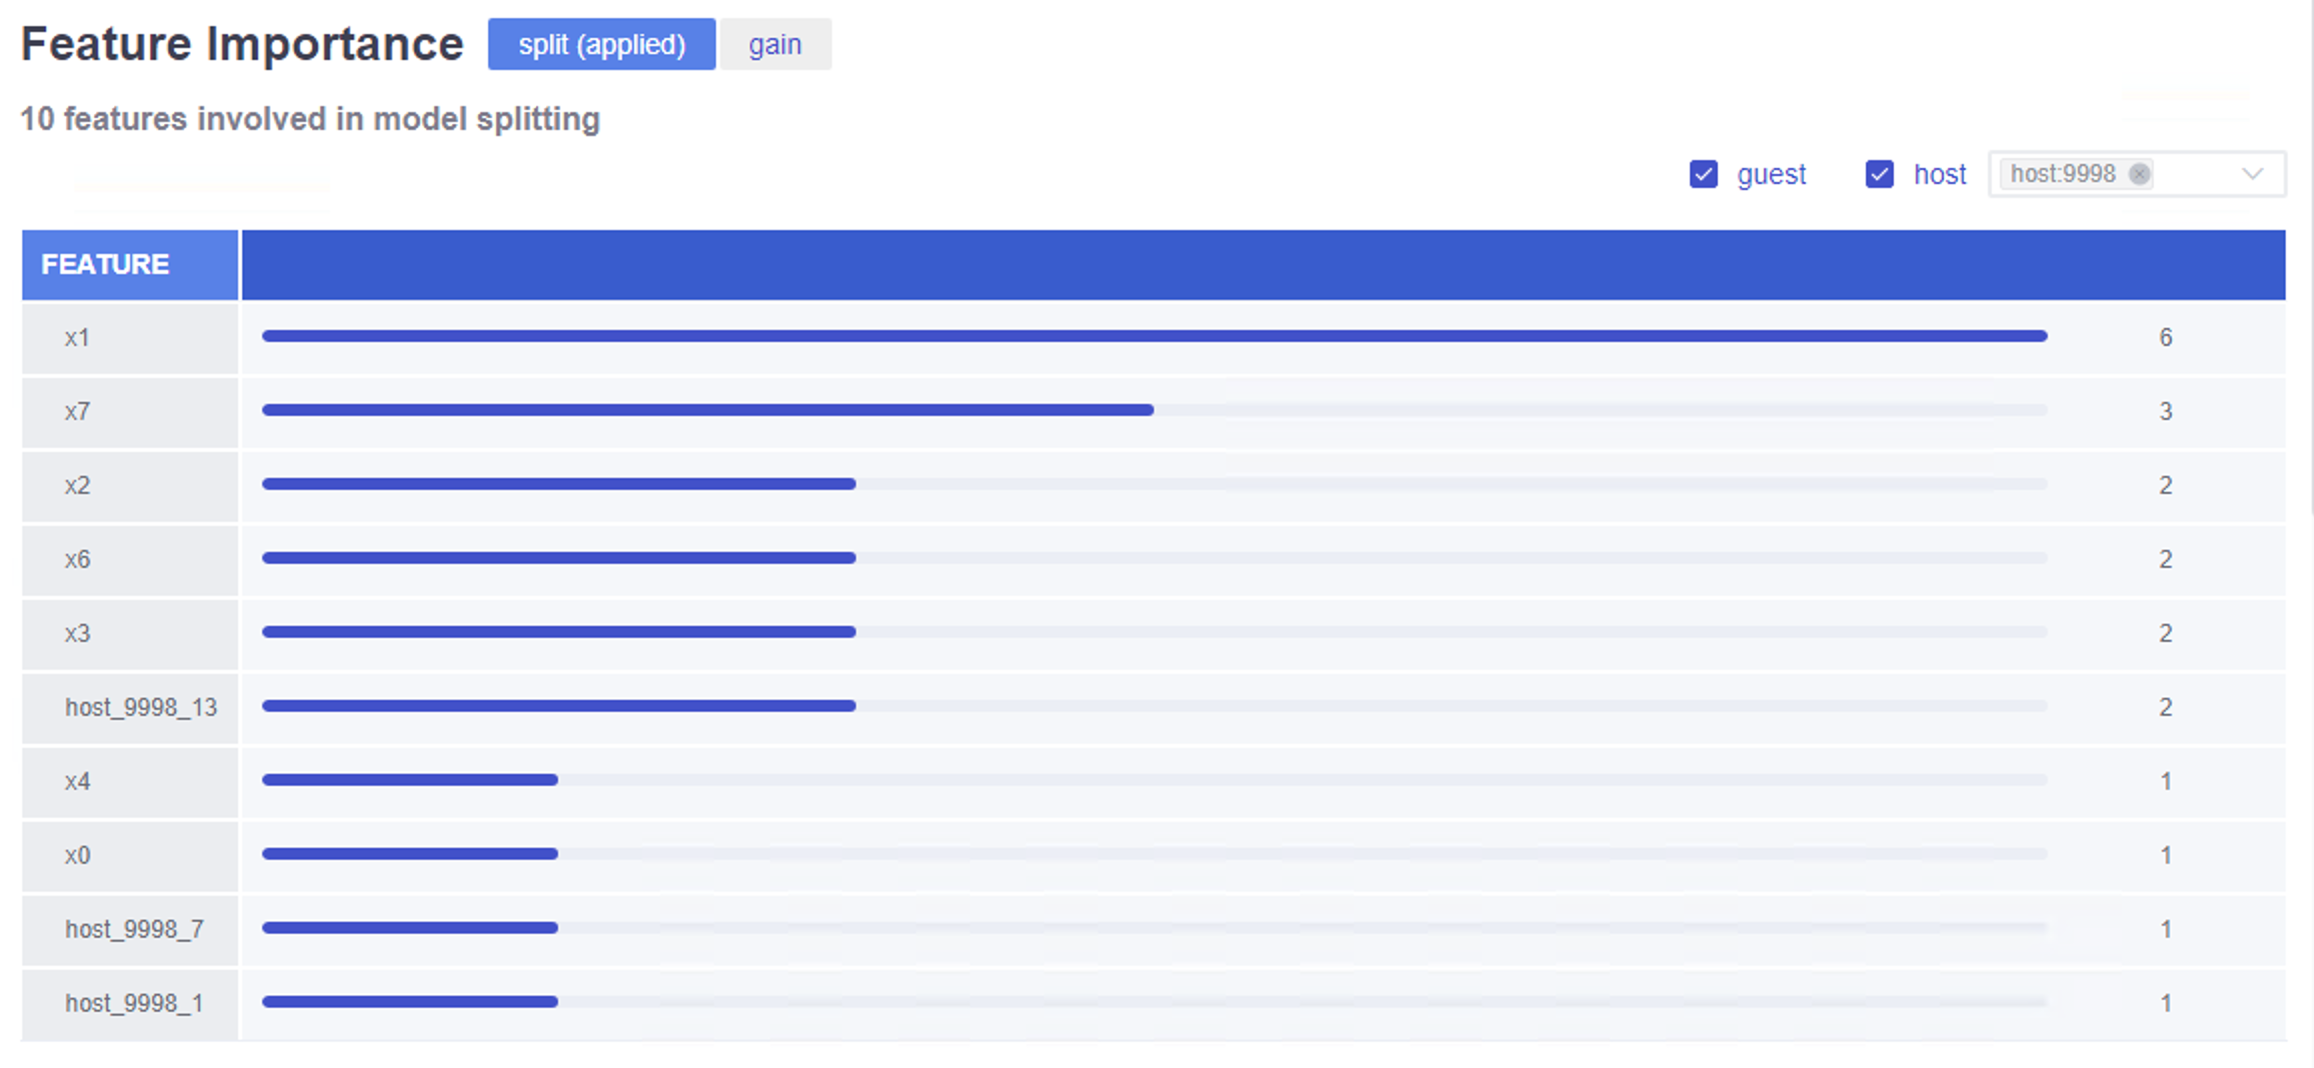 Feature Importance split (applied) gain
10 features involved in model splitting
guest host host:9998
FEATURE
x1 6
x7 3
x2 2
x6 2
x3 2
host_9998_13 2
x4 1
x0 1
host_9998_7 1
host_9998_1 1